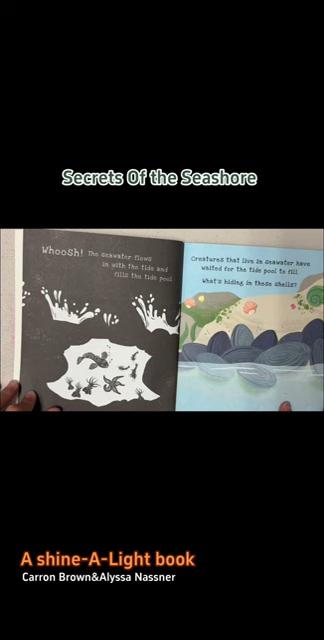 Secrets Of the Seashore
Whoosh! The seawater flows
in with the tide and
fills the tide pool
Creatures that live in seawater have
waited for the tide pool to fill.
What's hiding in these shells?
A shine-A-Light book
Carron Brown&Alyssa Nassner